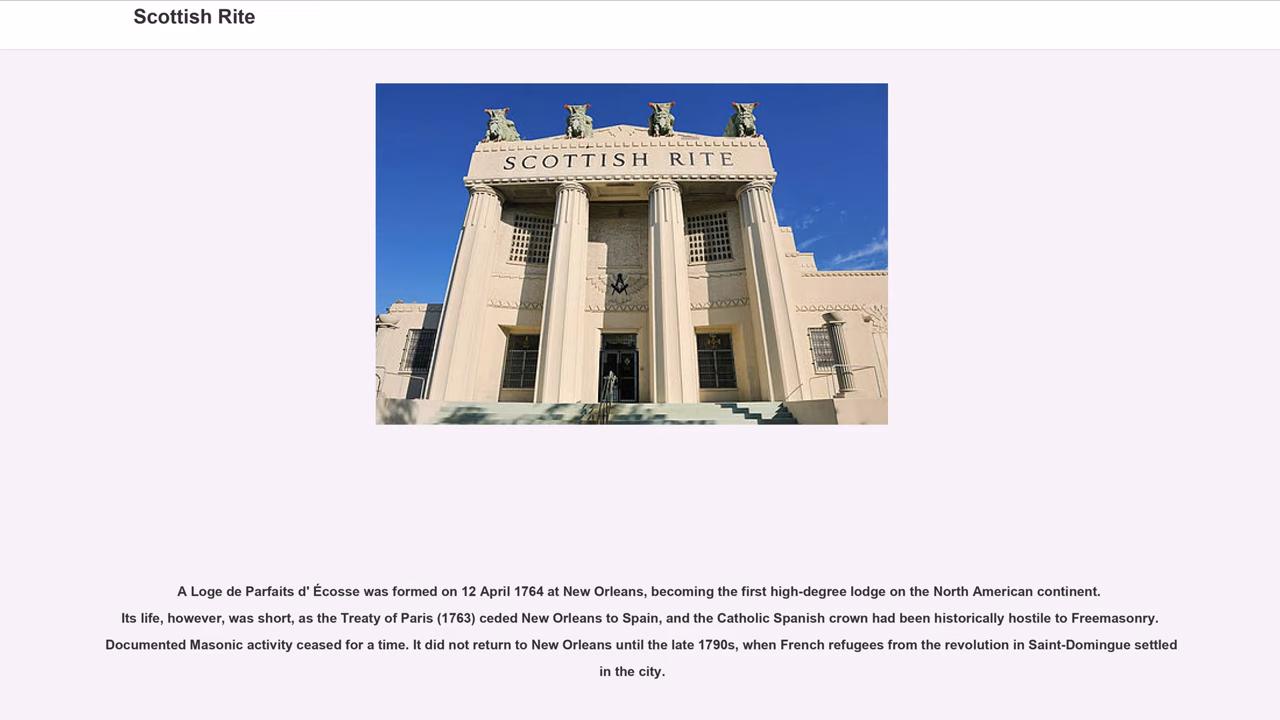 Scottish Rite
SCOTTISH RITE
A Loge de Parfaits d' Écosse was formed on 12 April 1764 at New Orleans, becoming the first high-degree lodge on the North American continent.
Its life, however, was short, as the Treaty of Paris (1763) ceded New Orleans to Spain, and the Catholic Spanish crown had been historically hostile to Freemasonry.
Documented Masonic activity ceased for a time. It did not return to New Orleans until the late 1790s, when French refugees from the revolution in Saint-Domingue settled
in the city.